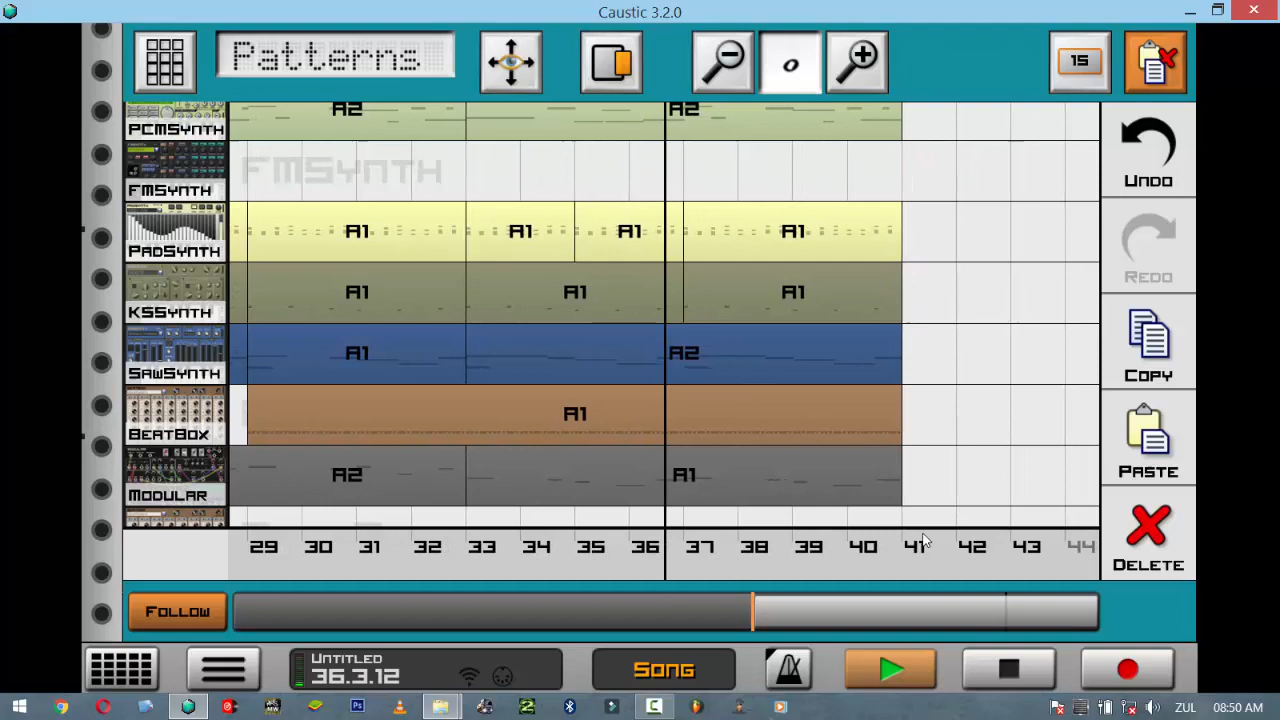 Caustic 3.2.0
Patterns
15
A2 A2
PCMSynth
FMSynth
FMSynth
A1 A1 A1 A1
PadSynth
A1 A1 A1
KSSynth
A1 A2
SawSynth
A1
BeatBox
A2 A1
Modular
29 30 31 32 33 34 35 36 37 38 39 40 41 42 43 44
Undo
Redo
Copy
Paste
Delete
Follow
Untitled
36.3.12
Song
ZUL 08:50 AM